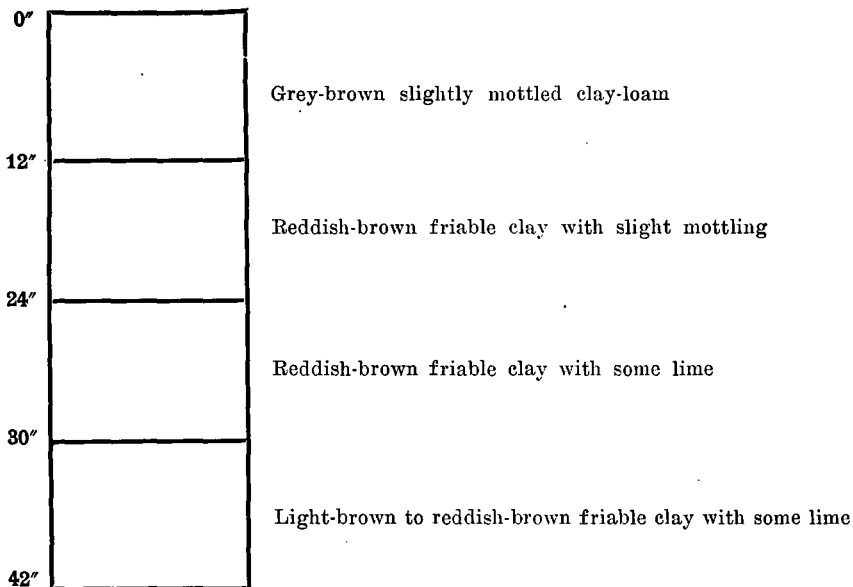 0″
Grey-brown slightly mottled clay-loam
12″
Reddish-brown friable clay with slight mottling
24″
Reddish-brown friable clay with some lime
30″
Light-brown to reddish-brown friable clay with some lime
42″